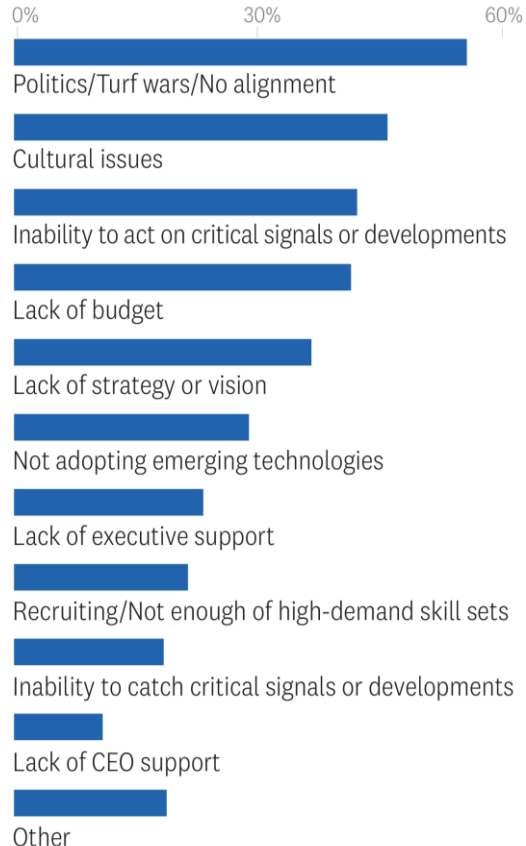 0% 30% 60%
Politics/Turf wars/No alignment
Cultural issues
Inability to act on critical signals or developments
Lack of budget
Lack of strategy or vision
Not adopting emerging technologies
Lack of executive support
Recruiting/Not enough of high-demand skill sets
Inability to catch critical signals or developments
Lack of CEO support
Other